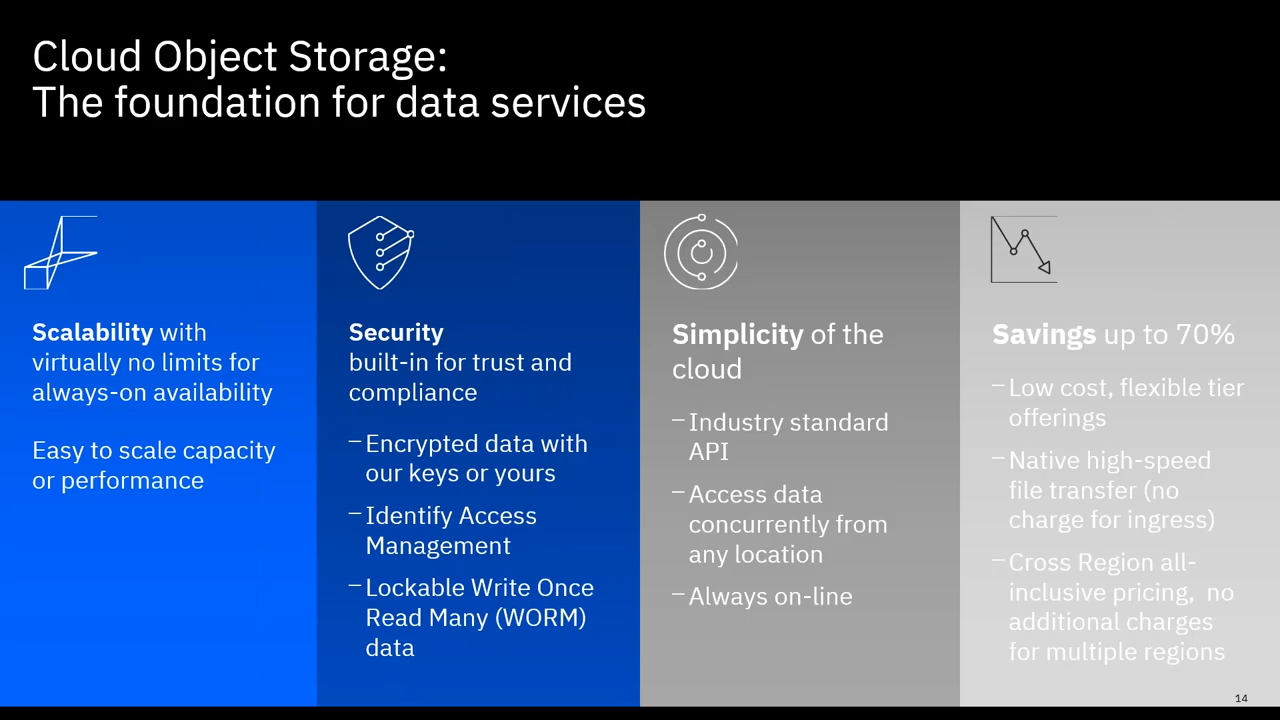 Cloud Object Storage:
The foundation for data services
Scalability with
virtually no limits for
always-on availability
Easy to scale capacity
or performance
Security
built-in for trust and
compliance
– Encrypted data with
our keys or yours
– Identify Access
Management
– Lockable Write Once
Read Many (WORM)
data
Simplicity of the
cloud
– Industry standard
API
– Access data
concurrently from
any location
– Always on-line
Savings up to 70%
– Low cost, flexible tier
offerings
– Native high-speed
file transfer (no
charge for ingress)
– Cross Region all-
inclusive pricing,  no
additional charges
for multiple regions
14